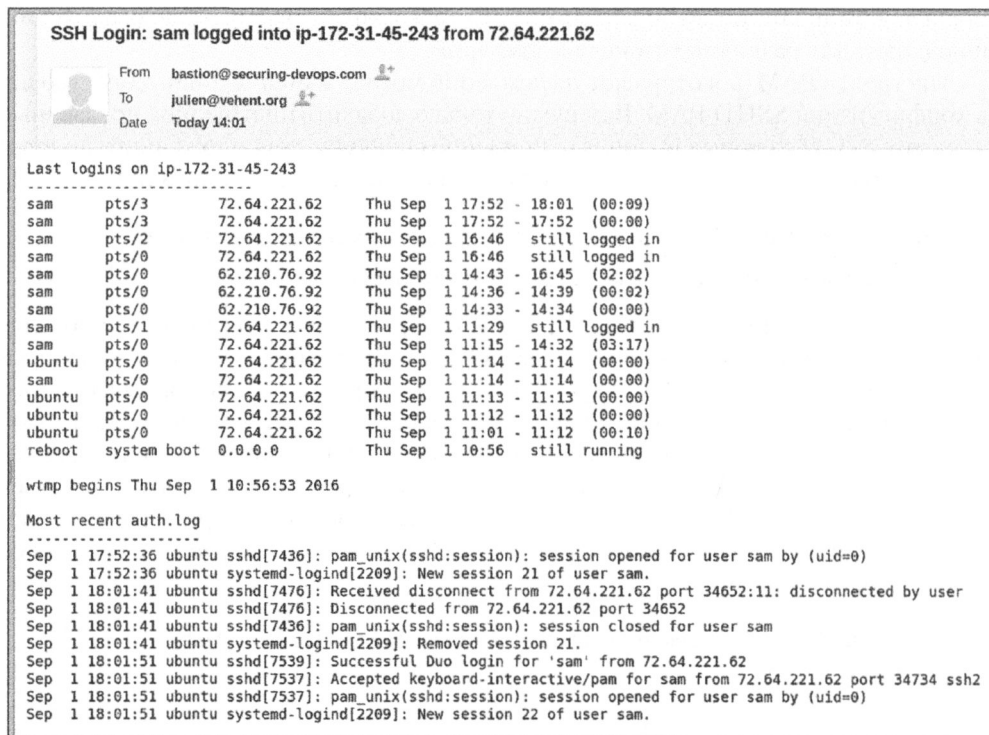 SSH Login: sam logged into ip-172-31-45-243 from 72.64.221.62
From bastion@securing-devops.com
To julien@vehent.org
Date Today 14:01
Last logins on ip-172-31-45-243
---------------------------
sam pts/3 72.64.221.62 Thu Sep 1 17:52 - 18:01 (00:09)
sam pts/3 72.64.221.62 Thu Sep 1 17:52 - 17:52 (00:00)
sam pts/2 72.64.221.62 Thu Sep 1 16:46 still logged in
sam pts/0 72.64.221.62 Thu Sep 1 16:46 still logged in
sam pts/0 62.210.76.92 Thu Sep 1 14:43 - 16:45 (02:02)
sam pts/0 62.210.76.92 Thu Sep 1 14:36 - 14:39 (00:02)
sam pts/0 62.210.76.92 Thu Sep 1 14:33 - 14:34 (00:00)
sam pts/1 72.64.221.62 Thu Sep 1 11:29 still logged in
sam pts/0 72.64.221.62 Thu Sep 1 11:15 - 14:32 (03:17)
ubuntu pts/0 72.64.221.62 Thu Sep 1 11:14 - 11:14 (00:00)
sam pts/0 72.64.221.62 Thu Sep 1 11:14 - 11:14 (00:00)
ubuntu pts/0 72.64.221.62 Thu Sep 1 11:13 - 11:13 (00:00)
ubuntu pts/0 72.64.221.62 Thu Sep 1 11:12 - 11:12 (00:00)
ubuntu pts/0 72.64.221.62 Thu Sep 1 11:01 - 11:12 (00:10)
reboot system boot 0.0.0.0 Thu Sep 1 10:56 still running
wtmp begins Thu Sep 1 10:56:53 2016
Most recent auth.log
--------------------
Sep 1 17:52:36 ubuntu sshd[7436]: pam_unix(sshd:session): session opened for user sam by (uid=0)
Sep 1 17:52:36 ubuntu systemd-logind[2209]: New session 21 of user sam.
Sep 1 18:01:41 ubuntu sshd[7476]: Received disconnect from 72.64.221.62 port 34652:11: disconnected by user
Sep 1 18:01:41 ubuntu sshd[7476]: Disconnected from 72.64.221.62 port 34652
Sep 1 18:01:41 ubuntu sshd[7436]: pam_unix(sshd:session): session closed for user sam
Sep 1 18:01:41 ubuntu systemd-logind[2209]: Removed session 21.
Sep 1 18:01:51 ubuntu sshd[7539]: Successful Duo login for 'sam' from 72.64.221.62
Sep 1 18:01:51 ubuntu sshd[7537]: Accepted keyboard-interactive/pam for sam from 72.64.221.62 port 34734 ssh2
Sep 1 18:01:51 ubuntu sshd[7537]: pam_unix(sshd:session): session opened for user sam by (uid=0)
Sep 1 18:01:51 ubuntu systemd-logind[2209]: New session 22 of user sam.